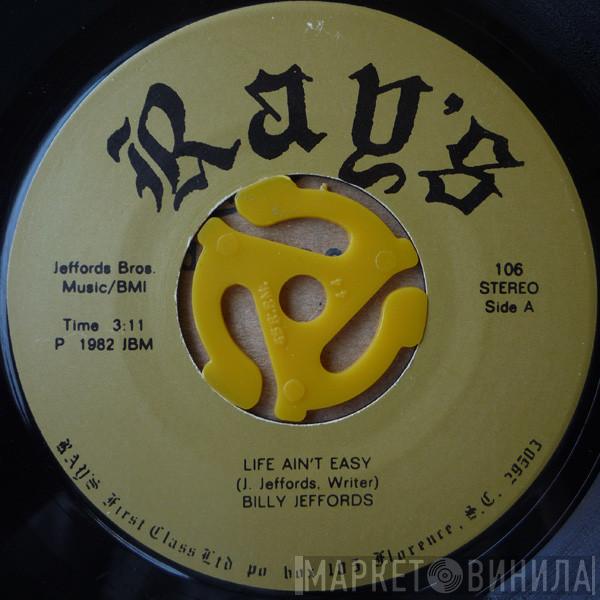 Ray's
Jeffords Bros.
Music/BMI
Time 3:11
P 1982 JBM
106
STEREO
Side A
LIFE AIN'T EASY
(J. Jeffords, Writer)
BILLY JEFFORDS
RAY'S First Class Ltd po box 105 Florence, S.C. 29503
МАРКЕТ ВИНИЛА